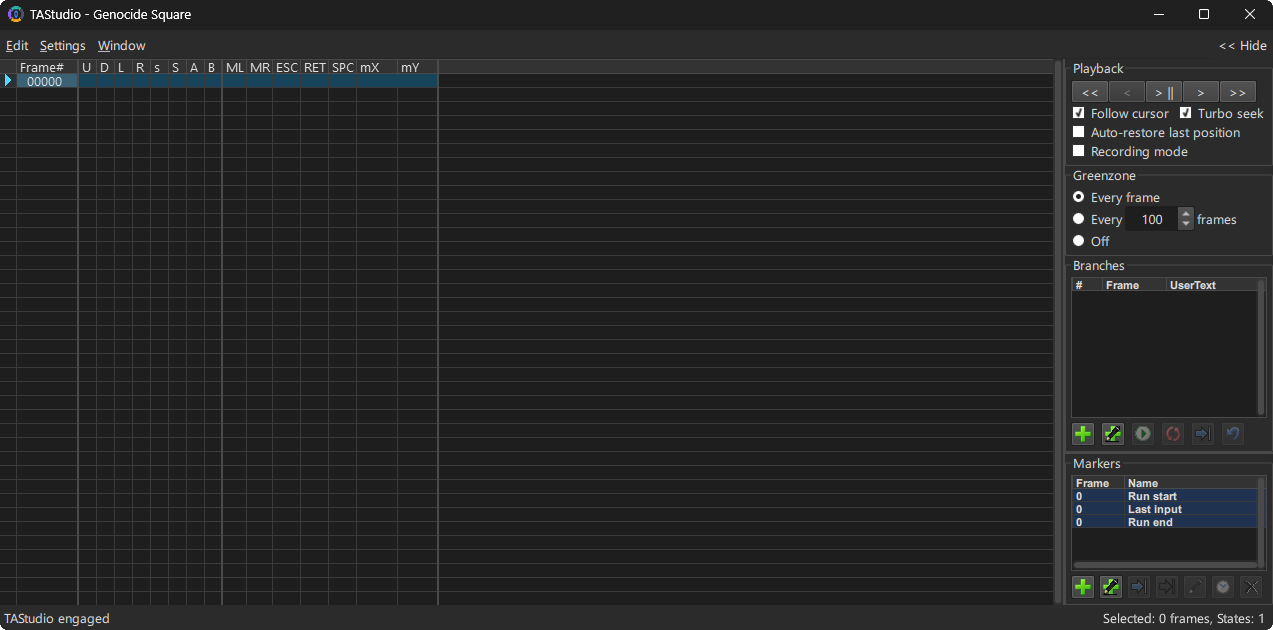 TAStudio - Genocide Square
Edit Settings Window << Hide
Frame# U D L R s S A B ML MR ESC RET SPC mX mY
00000
Playback
<< < > || > >>
Follow cursor Turbo seek
Auto-restore last position
Recording mode
Greenzone
Every frame
Every 100 frames
Off
Branches
# Frame UserText
Markers
Frame Name
0 Run start
0 Last input
0 Run end
TAStudio engaged
Selected: 0 frames, States: 1